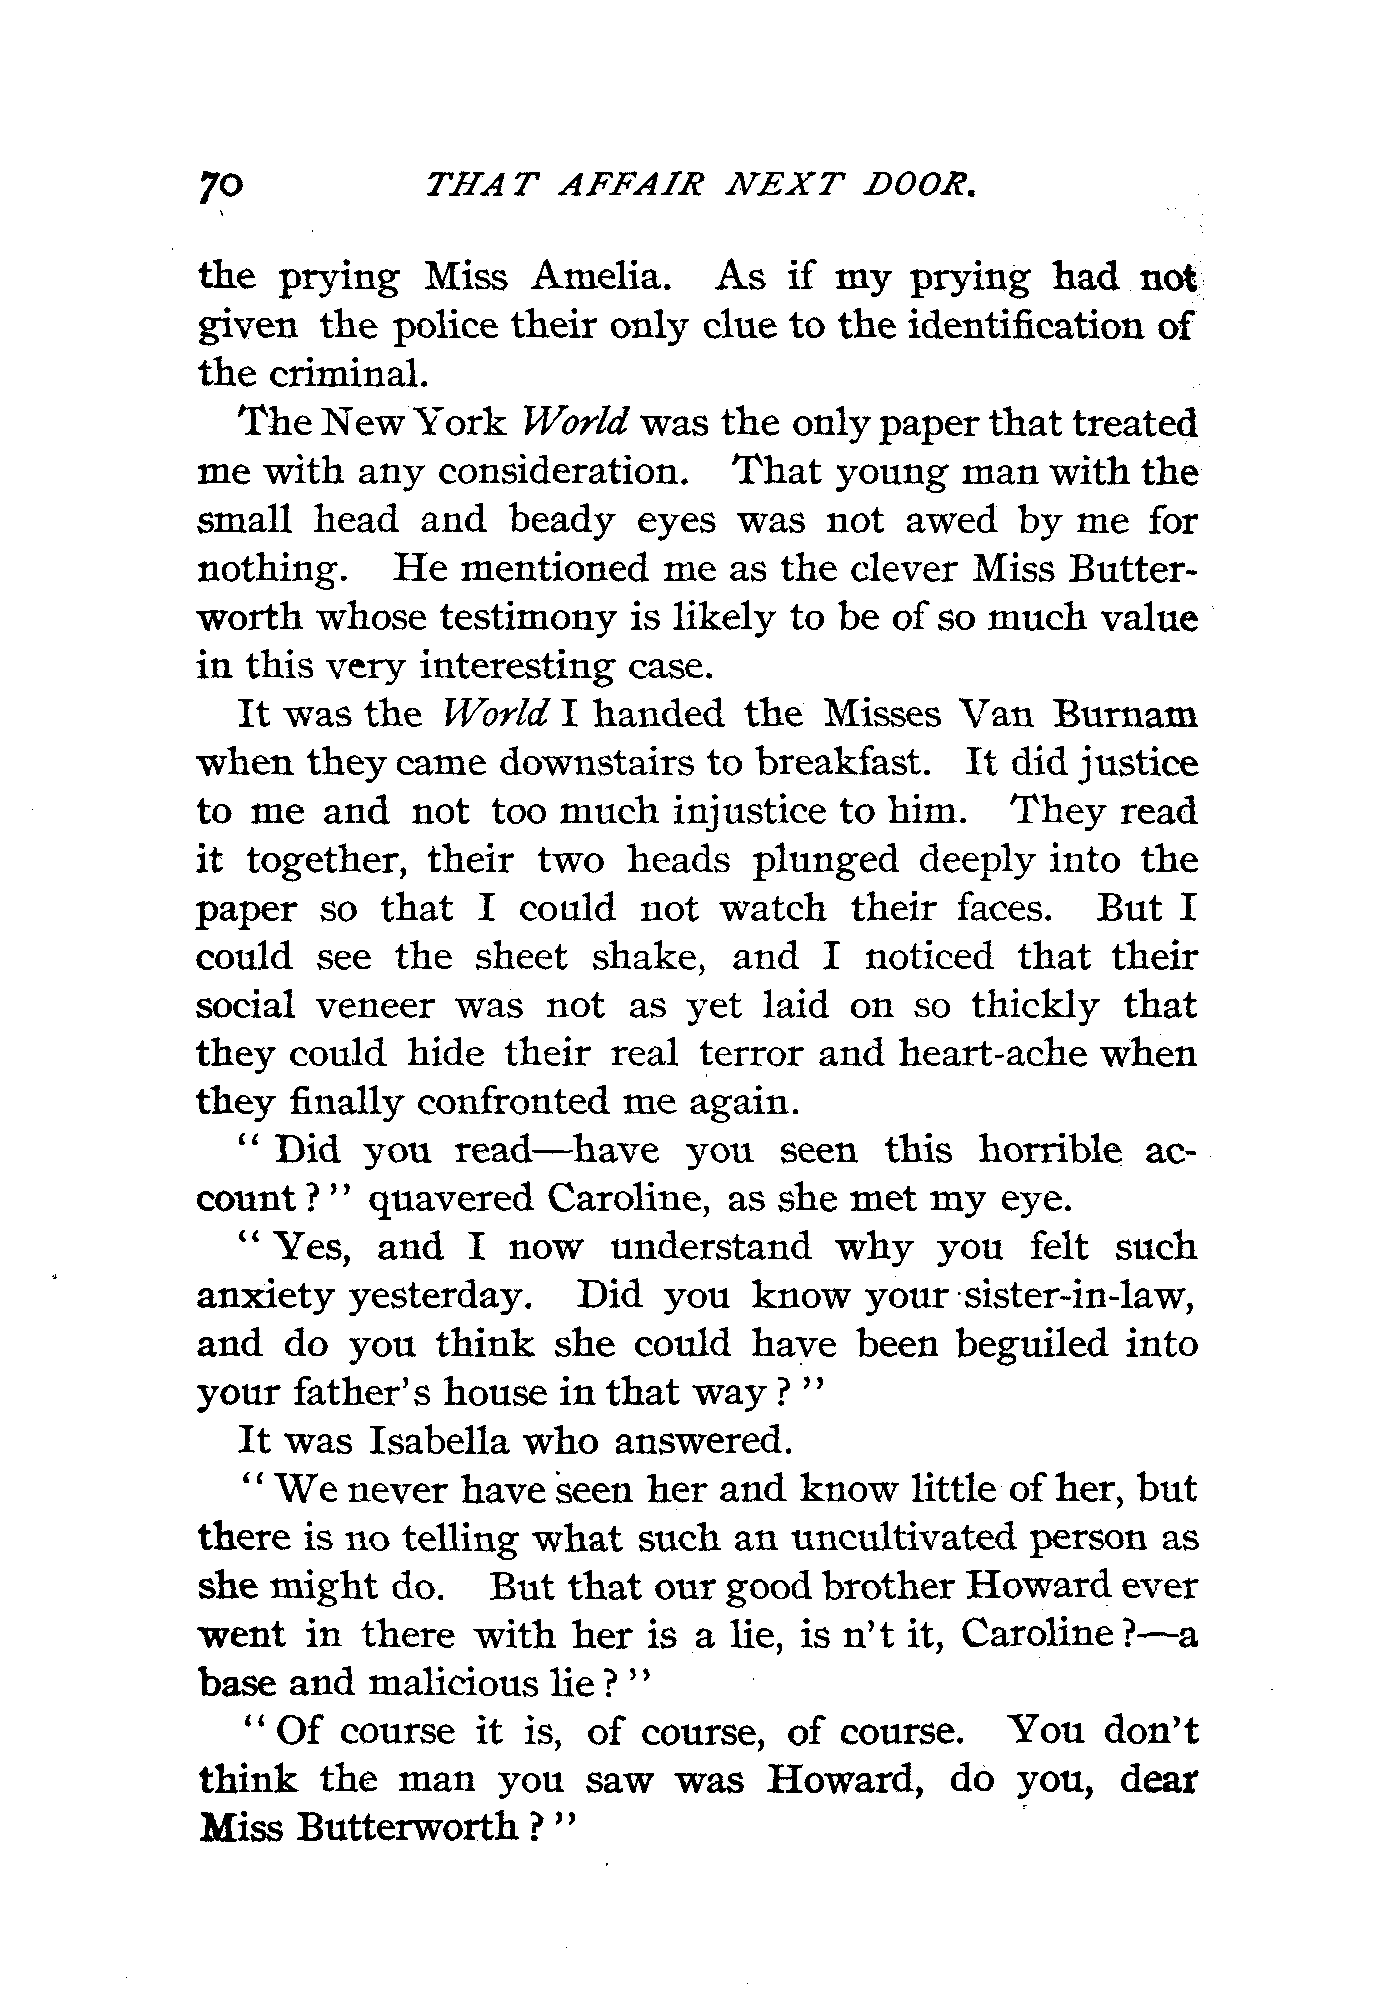 70 THAT AFFAIR NEXT DOOR.
the prying Miss Amelia. As if my prying had not
given the police their only clue to the identification of
the criminal.
The New York World was the only paper that treated
me with any consideration. That young man with the
small head and beady eyes was not awed by me for
nothing. He mentioned me as the clever Miss Butter-
worth whose testimony is likely to be of so much value
in this very interesting case.
It was the World I handed the Misses Van Burnam
when they came downstairs to breakfast. It did justice
to me and not too much injustice to him. They read
it together, their two heads plunged deeply into the
paper so that I could not watch their faces. But I
could see the sheet shake, and I noticed that their
social veneer was not as yet laid on so thickly that
they could hide their real terror and heart-ache when
they finally confronted me again.
“ Did you read—have you seen this horrible ac-
count ? ” quavered Caroline, as she met my eye.
“ Yes, and I now understand why you felt such
anxiety yesterday. Did you know your sister-in-law,
and do you think she could have been beguiled into
your father’s house in that way ? ”
It was Isabella who answered.
“ We never have seen her and know little of her, but
there is no telling what such an uncultivated person as
she might do. But that our good brother Howard ever
went in there with her is a lie, is n’t it, Caroline ?—a
base and malicious lie ? ”
“ Of course it is, of course, of course. You don’t
think the man you saw was Howard, do you, dear
Miss Butterworth ? ”